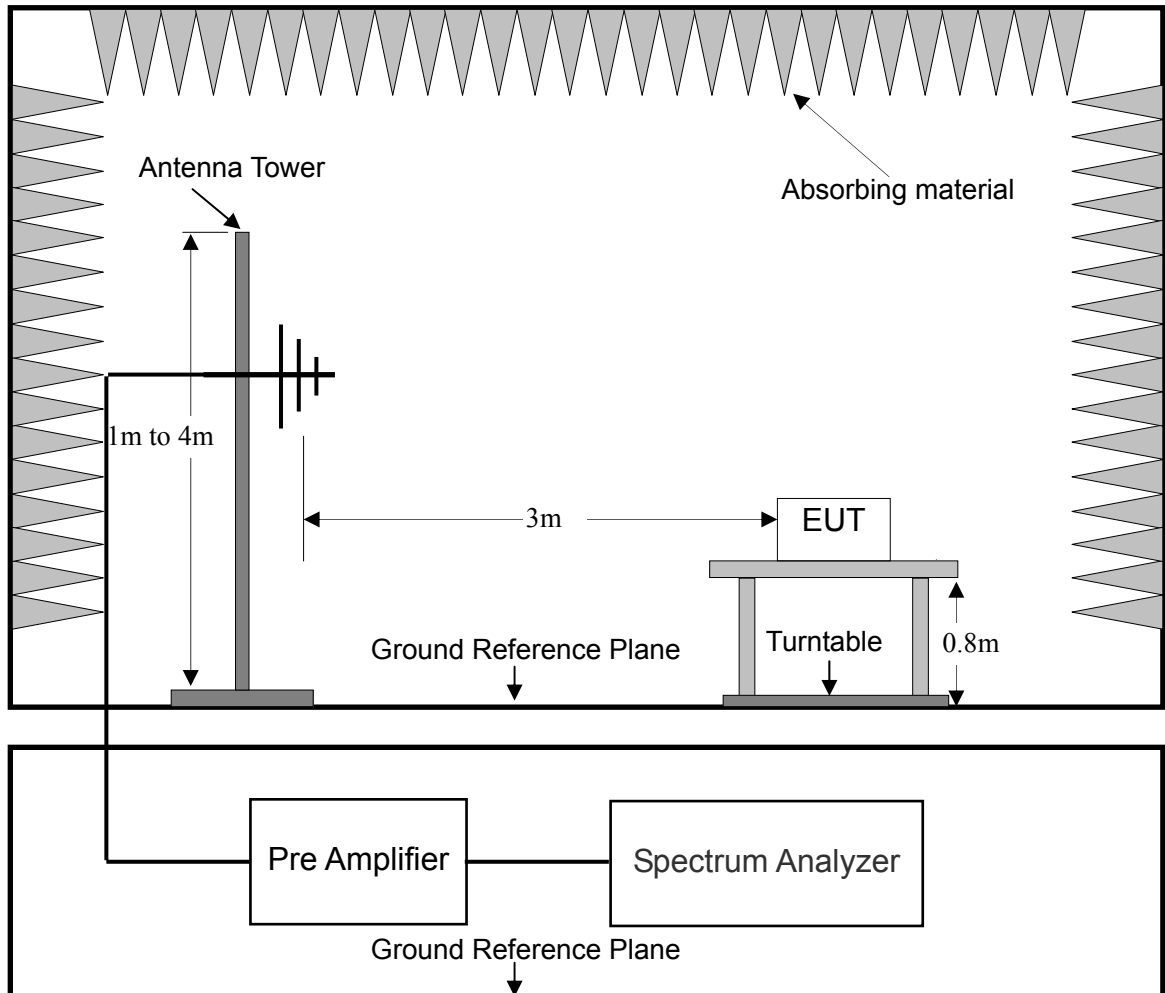 Antenna Tower
Absorbing material
1m to 4m
3m
EUT
Ground Reference Plane
Turntable
0.8m
Pre Amplifier
Spectrum Analyzer
Ground Reference Plane